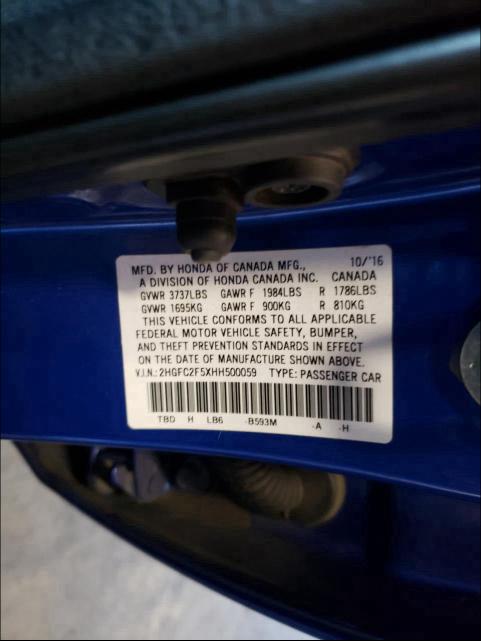 MFD. BY HONDA OF CANADA MFG., 10/'16
A DIVISION OF HONDA CANADA INC. CANADA
GVWR 3737LBS GAWR F 1984LBS R 1786LBS
GVWR 1695KG GAWR F 900KG R 810KG
THIS VEHICLE CONFORMS TO ALL APPLICABLE
FEDERAL MOTOR VEHICLE SAFETY, BUMPER,
AND THEFT PREVENTION STANDARDS IN EFFECT
ON THE DATE OF MANUFACTURE SHOWN ABOVE.
V.I.N.: 2HGFC2F5XHH500059 TYPE: PASSENGER CAR
TBD H LB6 -B593M -A -H